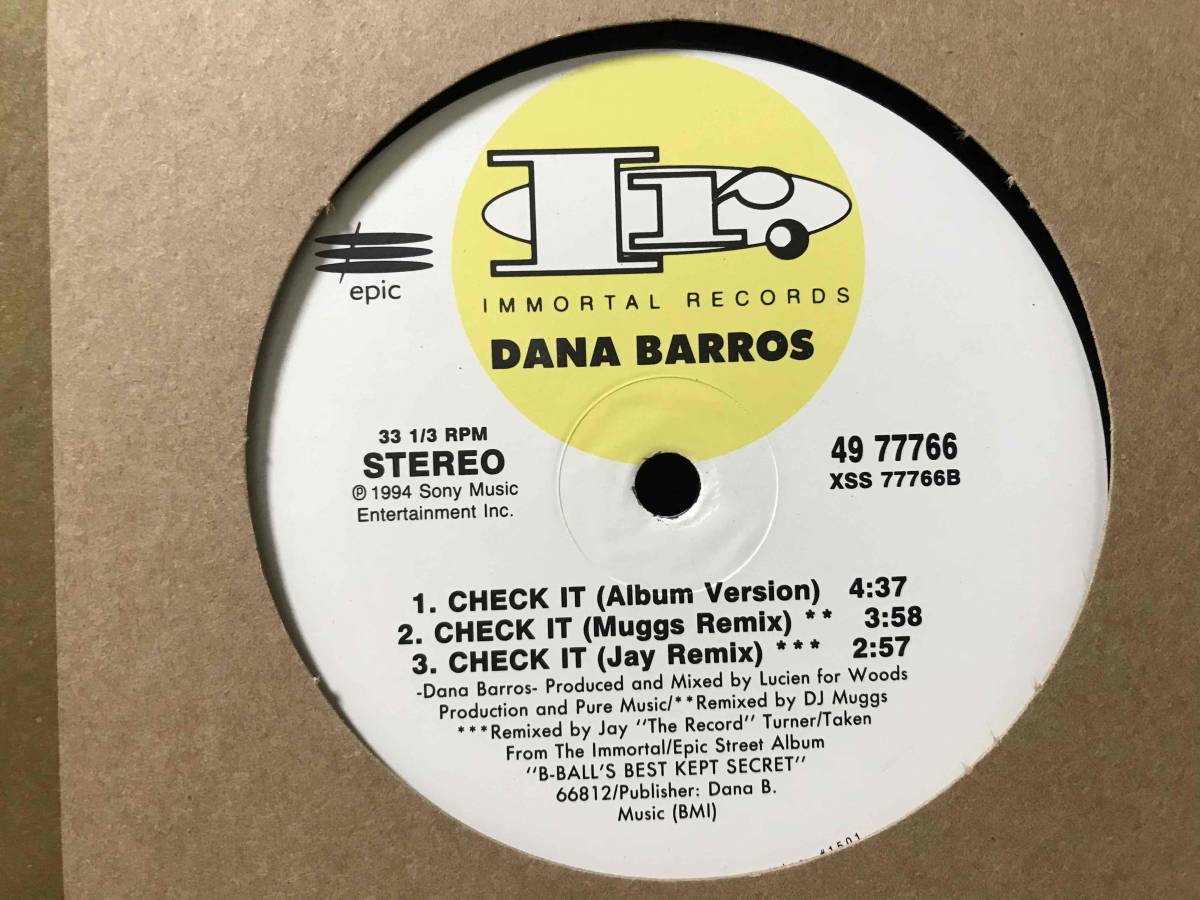 epic
IMMORTAL RECORDS
DANA BARROS
33 1/3 RPM
STEREO
℗ 1994 Sony Music
Entertainment Inc.
49 77766
XSS 77766B
1. CHECK IT (Album Version) 4:37
2. CHECK IT (Muggs Remix) ** 3:58
3. CHECK IT (Jay Remix) *** 2:57
-Dana Barros- Produced and Mixed by Lucien for Woods
Production and Pure Music/**Remixed by DJ Muggs
***Remixed by Jay "The Record" Turner/Taken
From The Immortal/Epic Street Album
"B-BALL'S BEST KEPT SECRET"
66812/Publisher: Dana B.
Music (BMI)